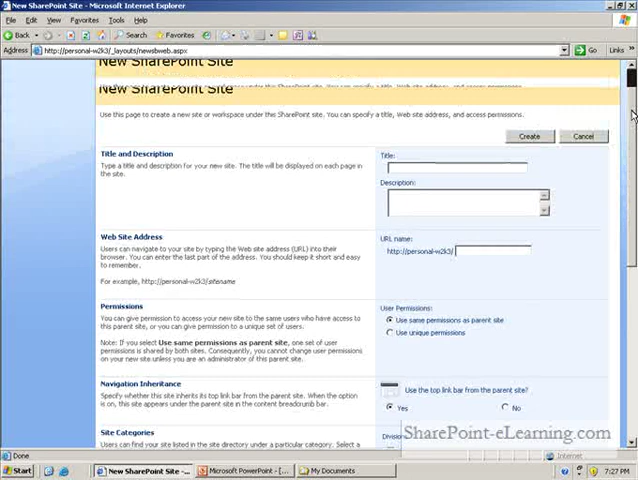 New SharePoint Site - Microsoft Internet Explorer
File Edit View Favorites Tools Help
Back Search Favorites
Address http://personal-w2k3/_layouts/newsbweb.aspx Go Links »
New SharePoint Site
New SharePoint Site
Use this page to create a new site or workspace under this SharePoint site. You can specify a title, Web site address, and access permissions.
Create Cancel
Title and Description
Type a title and description for your new site. The title will be displayed on each page in
the site.
Title:
Description:
Web Site Address
Users can navigate to your site by typing the Web site address (URL) into their
browser. You can enter the last part of the address. You should keep it short and easy
to remember.
For example, http://personal-w2k3/sitename
URL name:
http://personal-w2k3/
Permissions
You can give permission to access your new site to the same users who have access to
this parent site, or you can give permission to a unique set of users.
Note: If you select Use same permissions as parent site, one set of user
permissions is shared by both sites. Consequently, you cannot change user permissions
on your new site unless you are an administrator of this parent site.
User Permissions:
Use same permissions as parent site
Use unique permissions
Navigation Inheritance
Specify whether this site inherits its top link bar from the parent site. When the option
is on, this site appears under the parent site in the content breadcrumb bar.
Use the top link bar from the parent site?
Yes No
Site Categories
Users can find your site listed in the site directory under a particular category. Select a
Division
SharePoint-eLearning.com
Done Internet
Start New SharePoint Site -... Microsoft PowerPoint - [... My Documents 7:27 PM